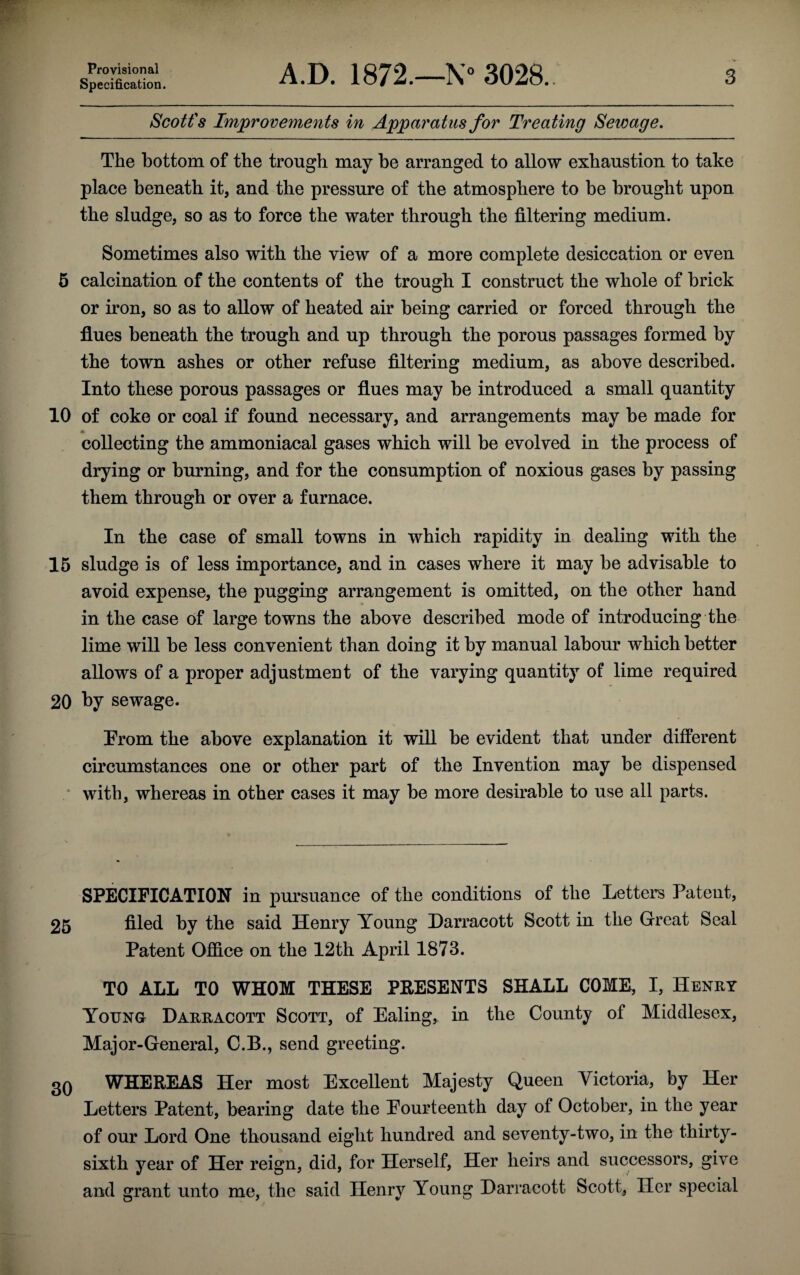 Provisional
Specification.
A.D. 1872.—N° 3028.
3
Scott's Improvements in Apparatus for Treating Sewage.
The bottom of the trough may be arranged to allow exhaustion to take
place beneath it, and the pressure of the atmosphere to be brought upon
the sludge, so as to force the water through the filtering medium.
Sometimes also with the view of a more complete desiccation or even
5 calcination of the contents of the trough I construct the whole of brick
or iron, so as to allow of heated air being carried or forced through the
flues beneath the trough and up through the porous passages formed by
the town ashes or other refuse filtering medium, as above described.
Into these porous passages or flues may be introduced a small quantity
10 of coke or coal if found necessary, and arrangements may be made for
collecting the ammoniacal gases which will be evolved in the process of
drying or burning, and for the consumption of noxious gases by passing
them through or over a furnace.
In the case of small towns in which rapidity in dealing with the
15 sludge is of less importance, and in cases where it may be advisable to
avoid expense, the pugging arrangement is omitted, on the other hand
in the case of large towns the above described mode of introducing the
lime will be less convenient than doing it by manual labour which better
allows of a proper adjustment of the varying quantity of lime required
20 by sewage.
From the above explanation it will be evident that under different
circumstances one or other part of the Invention may be dispensed
with, whereas in other cases it may be more desirable to use all parts.
SPECIFICATION in pursuance of the conditions of the Letters Patent,
25 filed by the said Henry Young Darracott Scott in the Great Seal
Patent Office on the 12th April 1873.
TO ALL TO WHOM THESE PRESENTS SHALL COME, I, Henry
Young Darracott Scott, of Ealing, in the County of Middlesex,
Major-General, C.B., send greeting.
30 WHEREAS Her most Excellent Majesty Queen Victoria, by Her
Letters Patent, bearing date the Fourteenth day of October, in the year
of our Lord One thousand eight hundred and seventy-two, in the thirty-
sixth year of Her reign, did, for Herself, Her heirs and successors, give
and grant unto me, the said Henry Young Darracott Scott, Her special